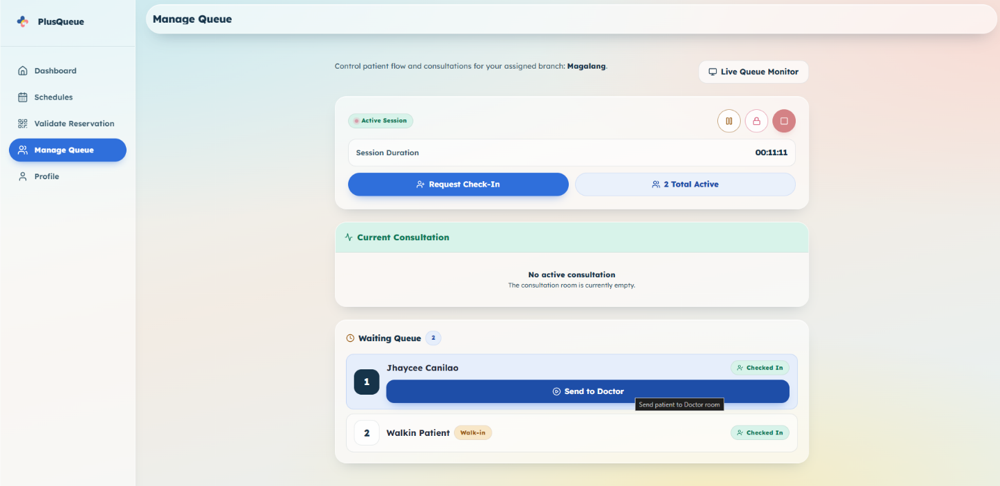 PlusQueue
Manage Queue
Dashboard
Schedules
Validate Reservation
Manage Queue
Profile
Control patient flow and consultations for your assigned branch: Magalang.
Live Queue Monitor
Active Session
Session Duration
00:11:11
Request Check-In
2 Total Active
Current Consultation
No active consultation
The consultation room is currently empty.
Waiting Queue
2
1
Jhaycee Canilao
Checked In
Send to Doctor
Send patient to Doctor room
2
Walkin Patient
Walk-in
Checked In